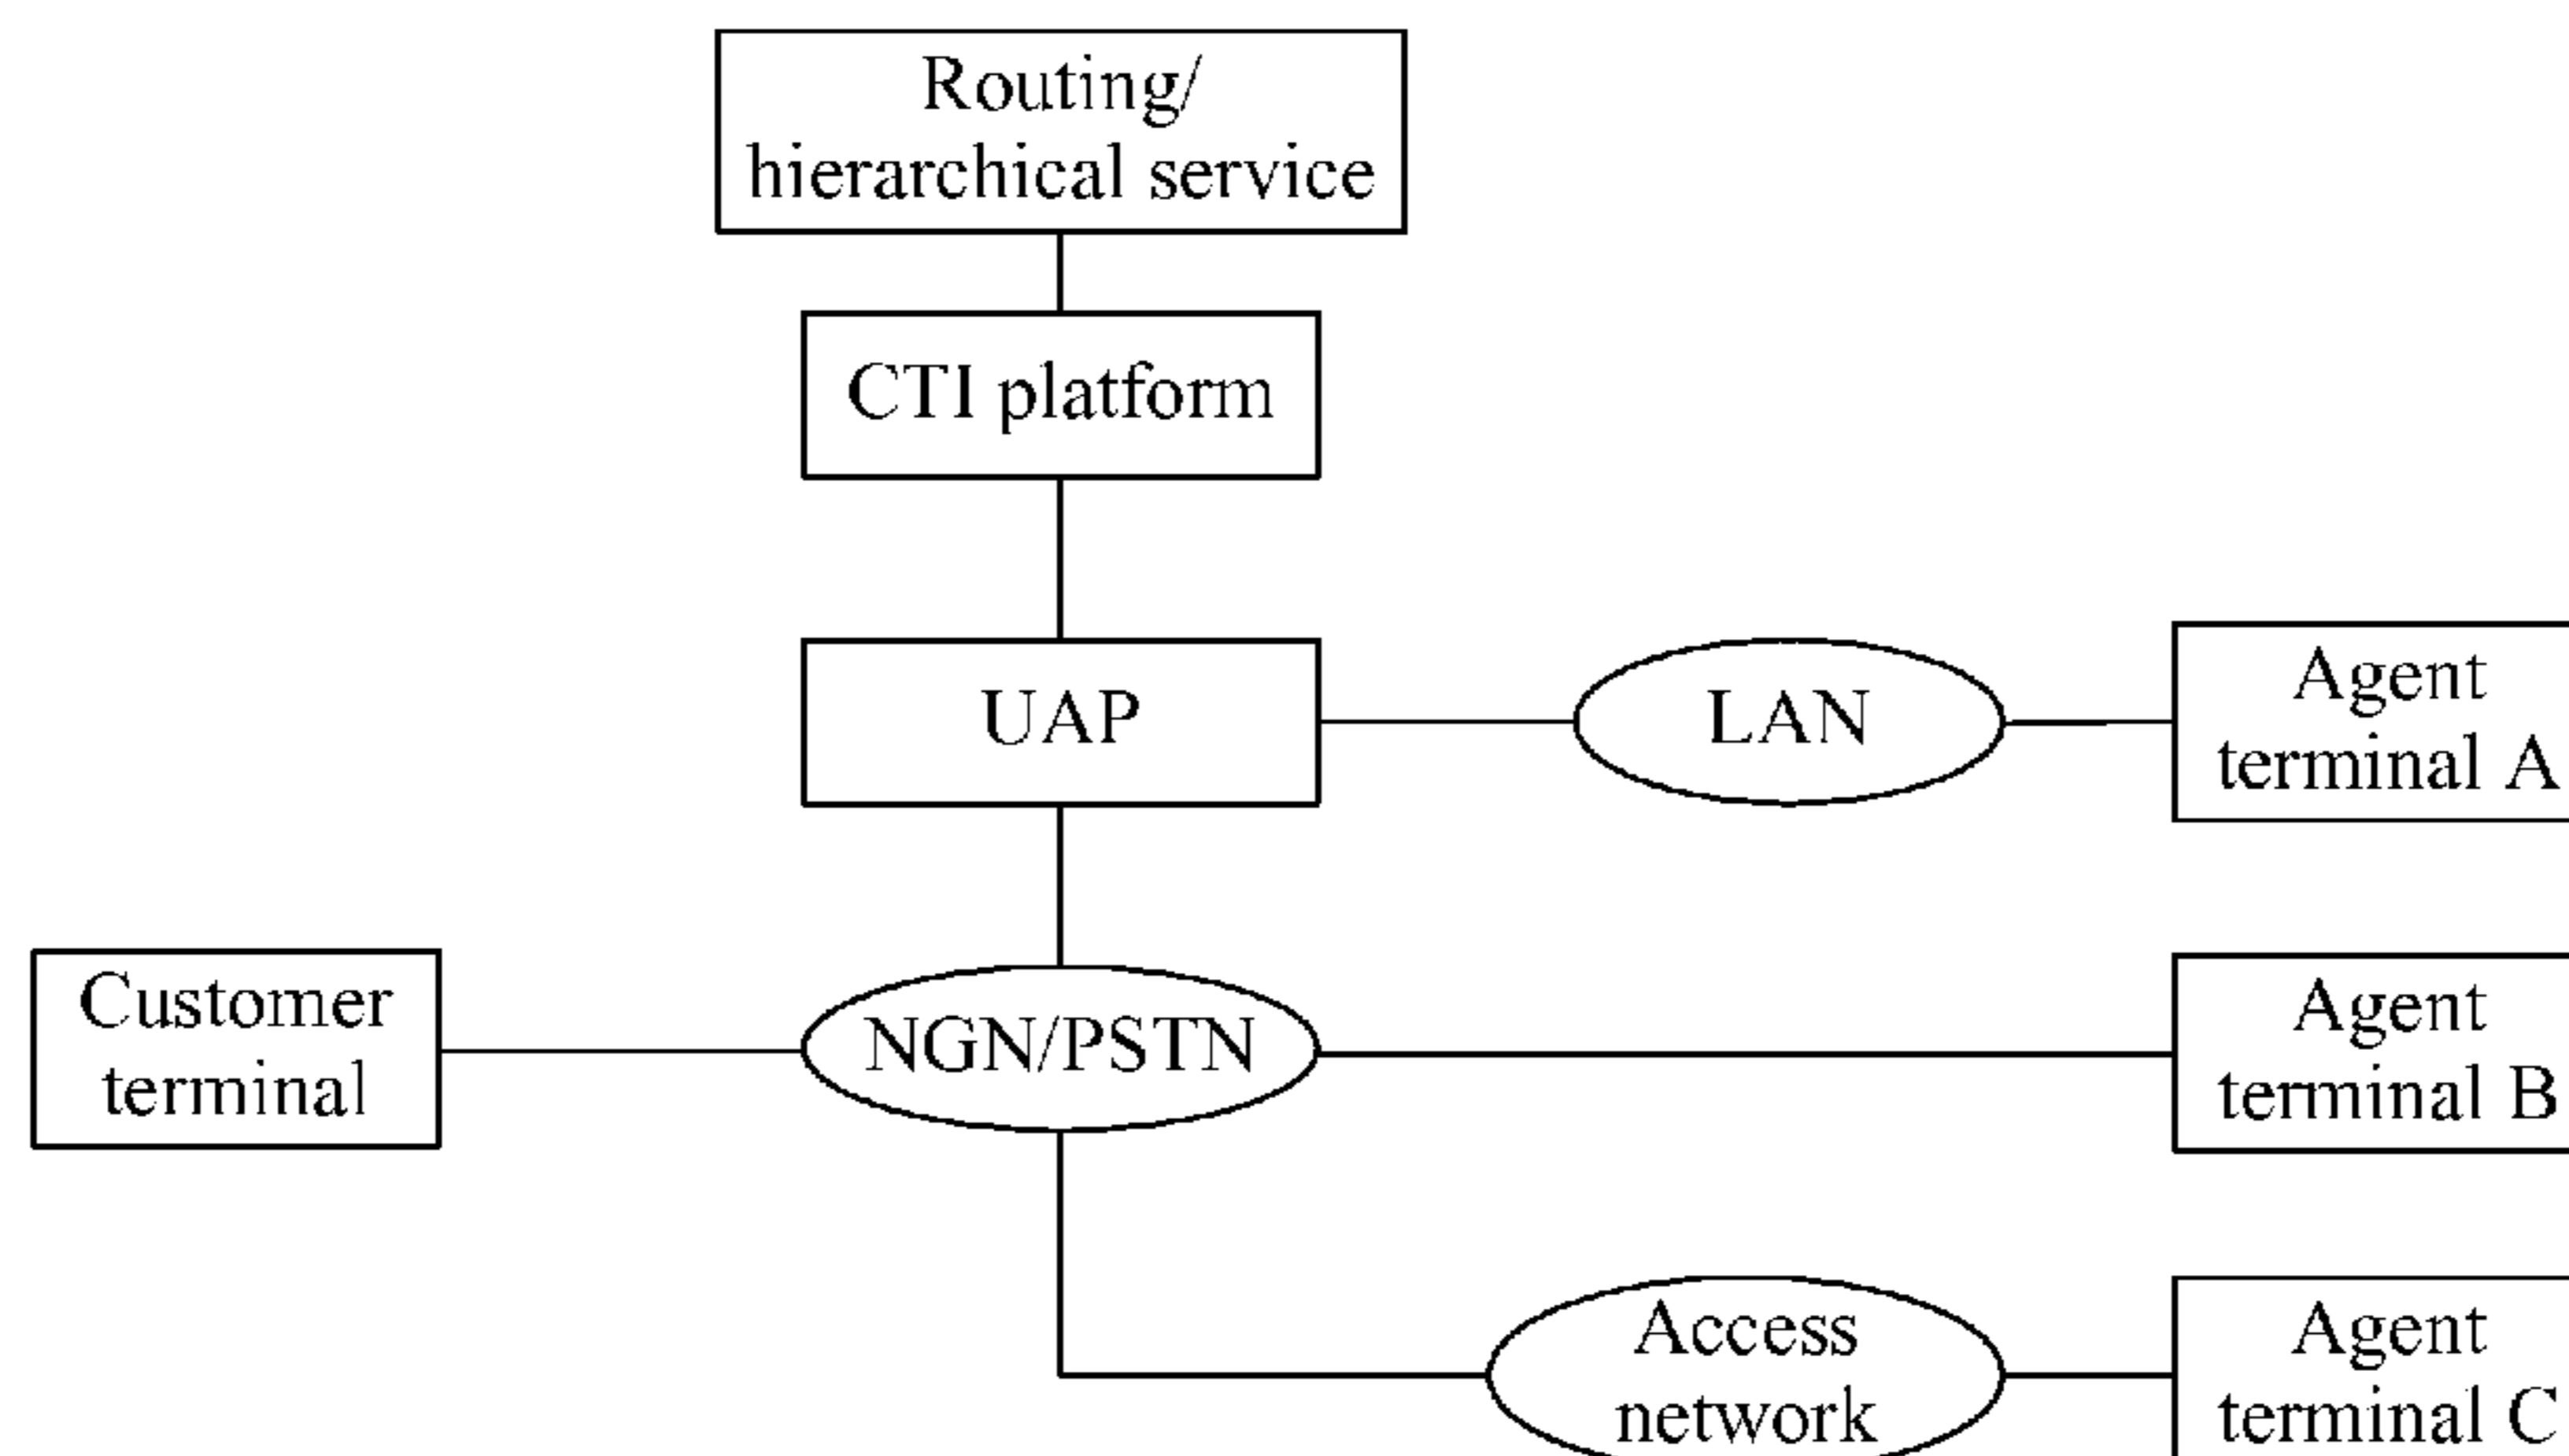 Routing/
hierarchical service
CTI platform
UAP
LAN
Agent
terminal A
Customer
terminal
NGN/PSTN
Agent
terminal B
Access
network
Agent
terminal C